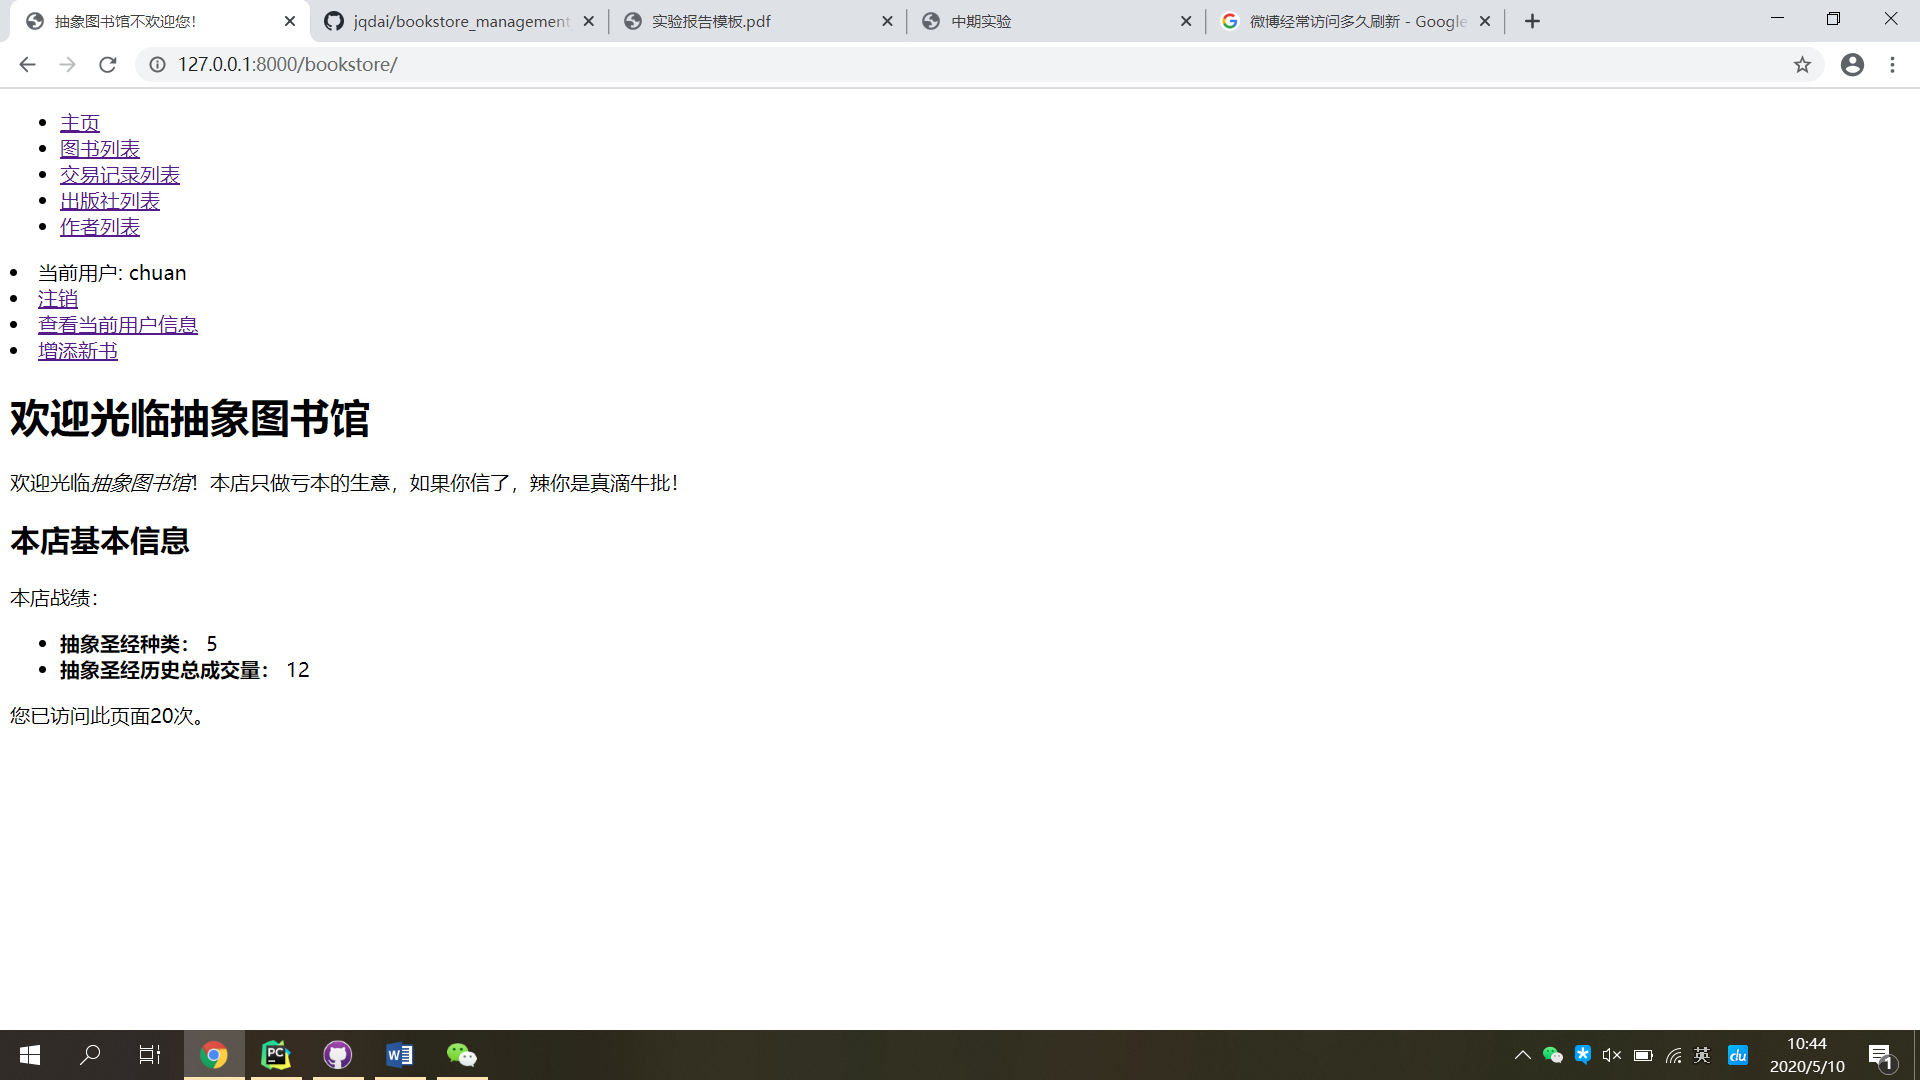 抽象图书馆不欢迎您!
jqdai/bookstore_management
实验报告模板.pdf
中期实验
微博经常访问多久刷新 - Google
127.0.0.1:8000/bookstore/
主页
图书列表
交易记录列表
出版社列表
作者列表
当前用户: chuan
注销
查看当前用户信息
增添新书
欢迎光临抽象图书馆
欢迎光临抽象图书馆！本店只做亏本的生意，如果你信了，辣你是真滴牛批！
本店基本信息
本店战绩：
抽象圣经种类： 5
抽象圣经历史总成交量： 12
您已访问此页面20次。
PC
W
英
du
10:44
2020/5/10
1